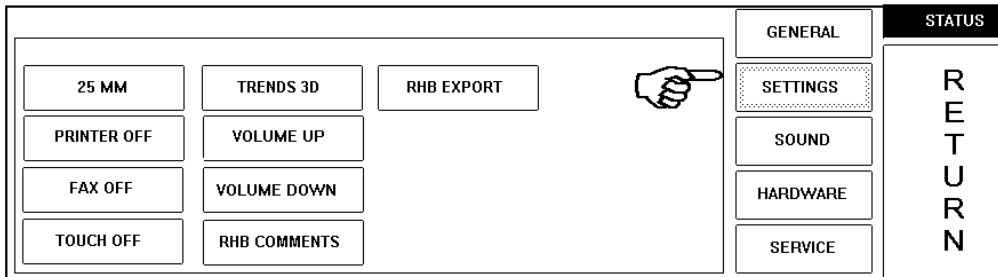 25 MM
PRINTER OFF
FAX OFF
TOUCH OFF
TRENDS 3D
VOLUME UP
VOLUME DOWN
RHB COMMENTS
RHB EXPORT
GENERAL
SETTINGS
SOUND
HARDWARE
SERVICE
STATUS
RETURN